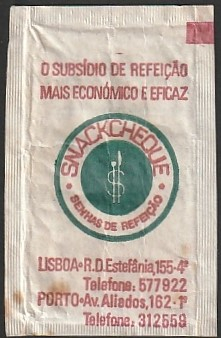 O SUBSÍDIO DE REFEIÇÃO
MAIS ECONÓMICO E EFICAZ
SNACKCHEQUE
• SENHAS DE REFEIÇÃO •
LISBOA•R.D.Estefânia,155-4º
Telefone: 577922
PORTO•Av. Aliados,162-1º
Telefone: 312659